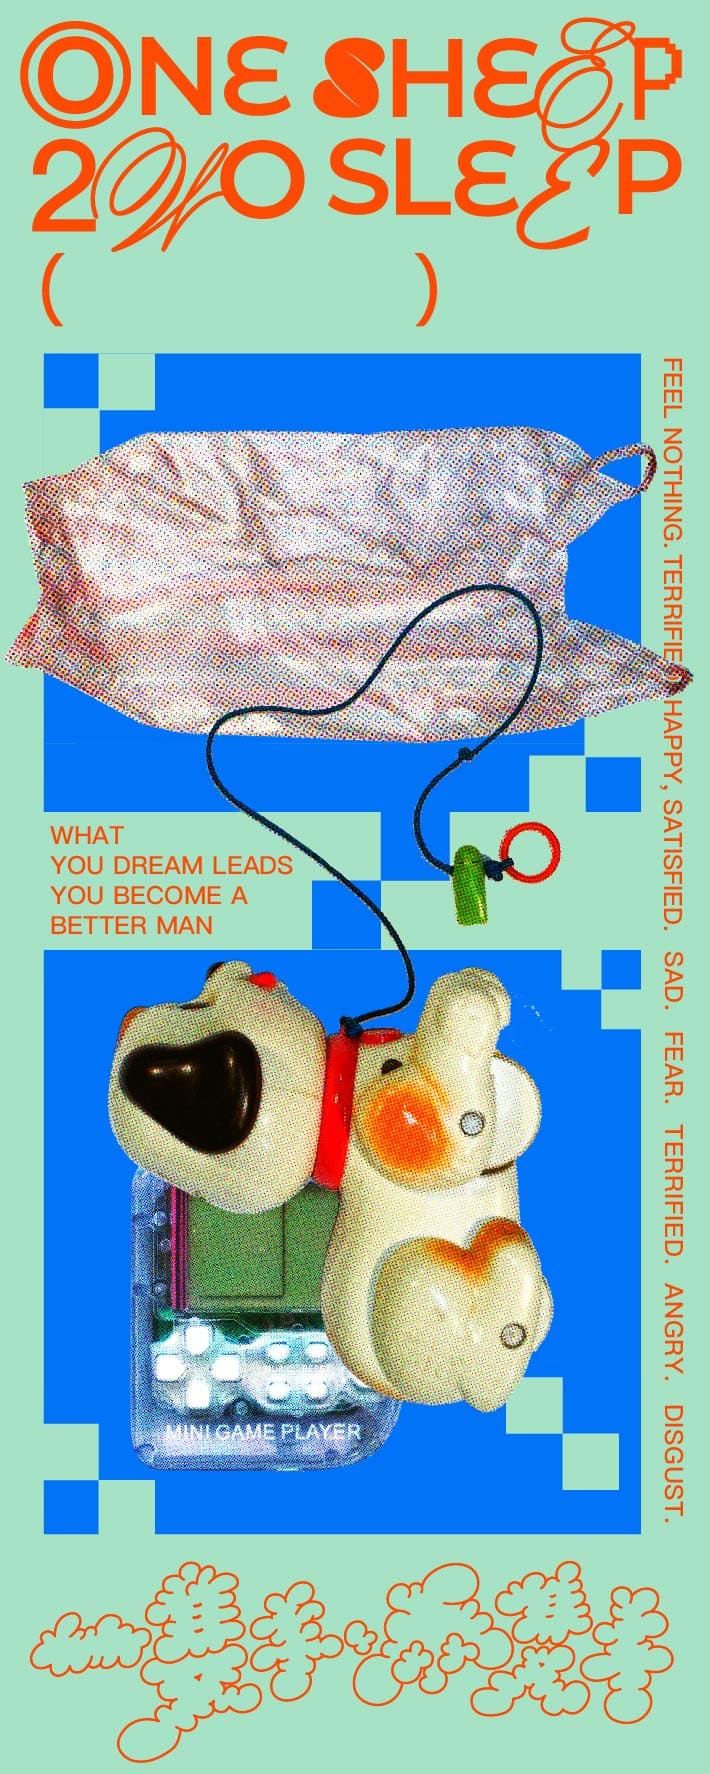 ONE SHEEP
2WO SLEEP
( )
FEEL NOTHING. TERRIFIED HAPPY, SATISFIED. SAD. FEAR. TERRIFIED. ANGRY. DISGUST.
WHAT
YOU DREAM LEADS
YOU BECOME A
BETTER MAN
MINI GAME PLAYER